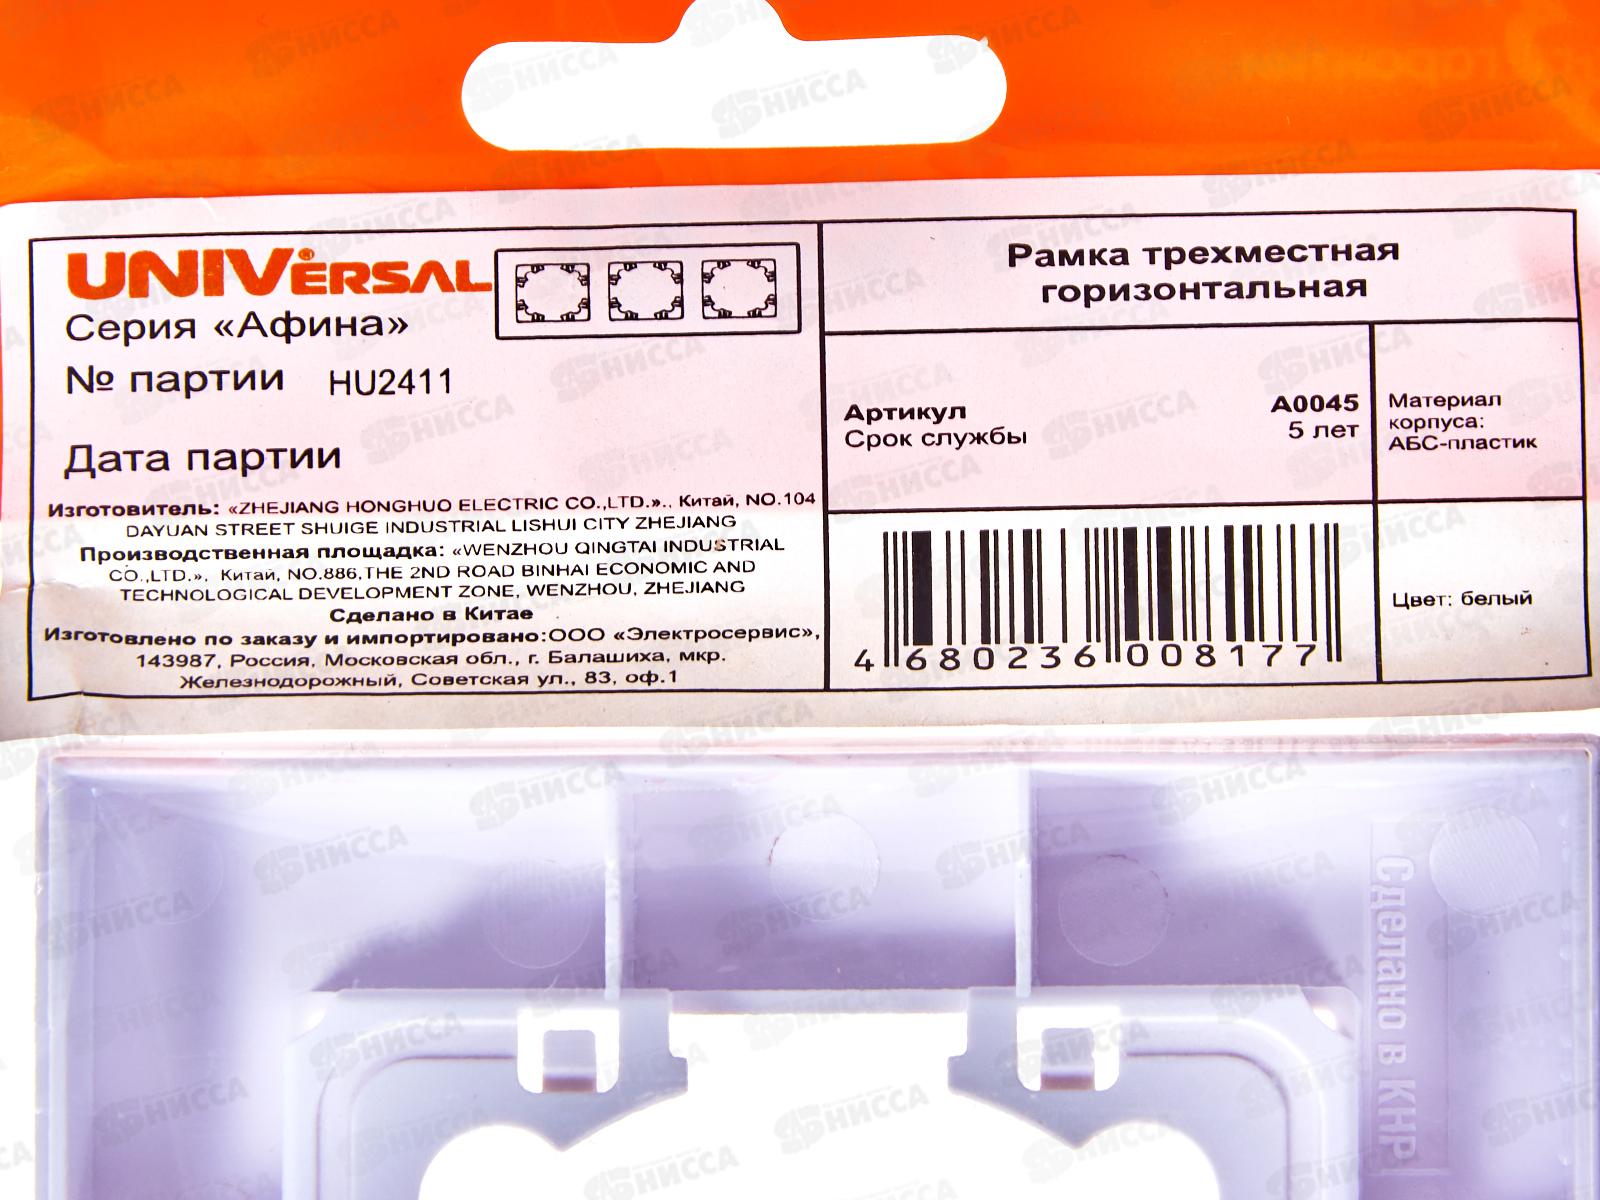 UNIVERSAL®
Серия «Афина»
№ партии HU2411
Дата партии
Изготовитель: «ZHEJIANG HONGHUO ELECTRIC CO.,LTD.»., Китай, NO.104
DAYUAN STREET SHUIGE INDUSTRIAL LISHUI CITY ZHEJIANG
Производственная площадка: «WENZHOU QINGTAI INDUSTRIAL
CO.,LTD.», Китай, NO.886,THE 2ND ROAD BINHAI ECONOMIC AND
TECHNOLOGICAL DEVELOPMENT ZONE, WENZHOU, ZHEJIANG
Сделано в Китае
Изготовлено по заказу и импортировано:ООО «Электросервис»,
143987, Россия, Московская обл., г. Балашиха, мкр.
Железнодорожный, Советская ул., 83, оф.1
Рамка трехместная
горизонтальная
Артикул A0045
Срок службы 5 лет
Материал
корпуса:
АБС-пластик
4 680236 008177
Цвет: белый
Сделано в КНР
НИССА